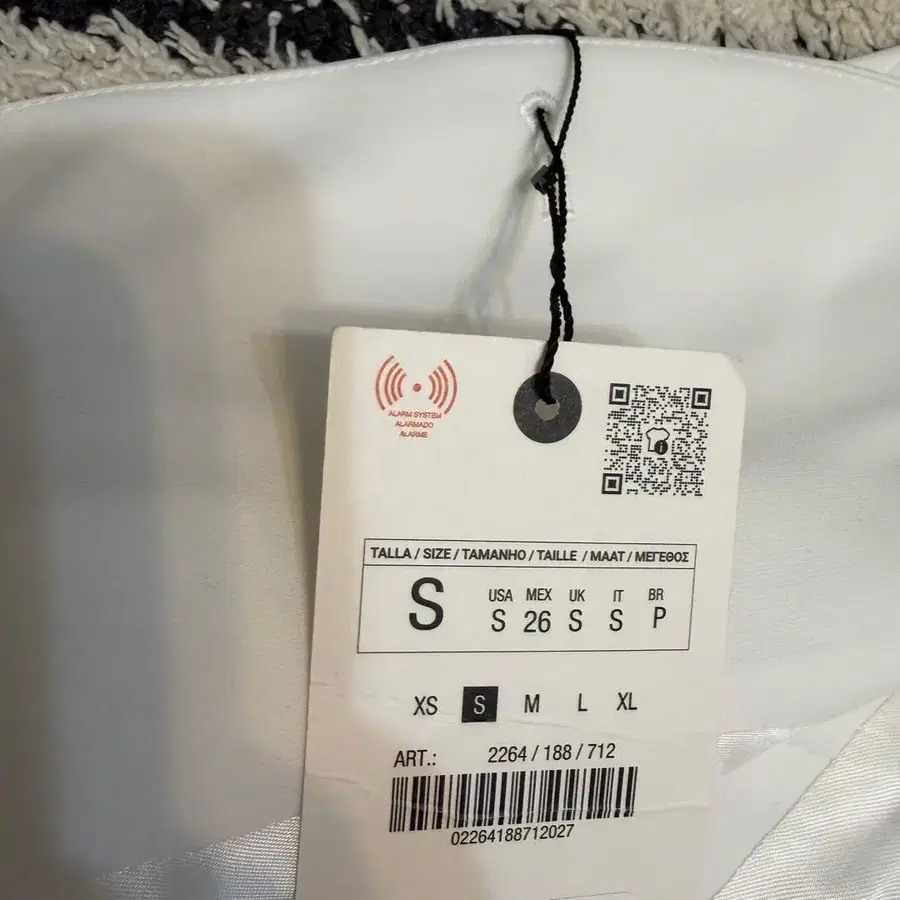 ALARM SYSTEM
ALARMADO
ALARME
TALLA / SIZE / TAMANHO / TAILLE / MAAT / ΜΕΓΕΘΟΣ
S
USA MEX UK IT BR
S 26 S S P
XS S M L XL
ART.: 2264 / 188 / 712
02264188712027